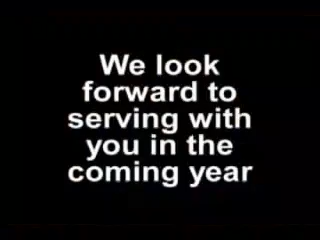 We look
forward to
serving with
you in the
coming year